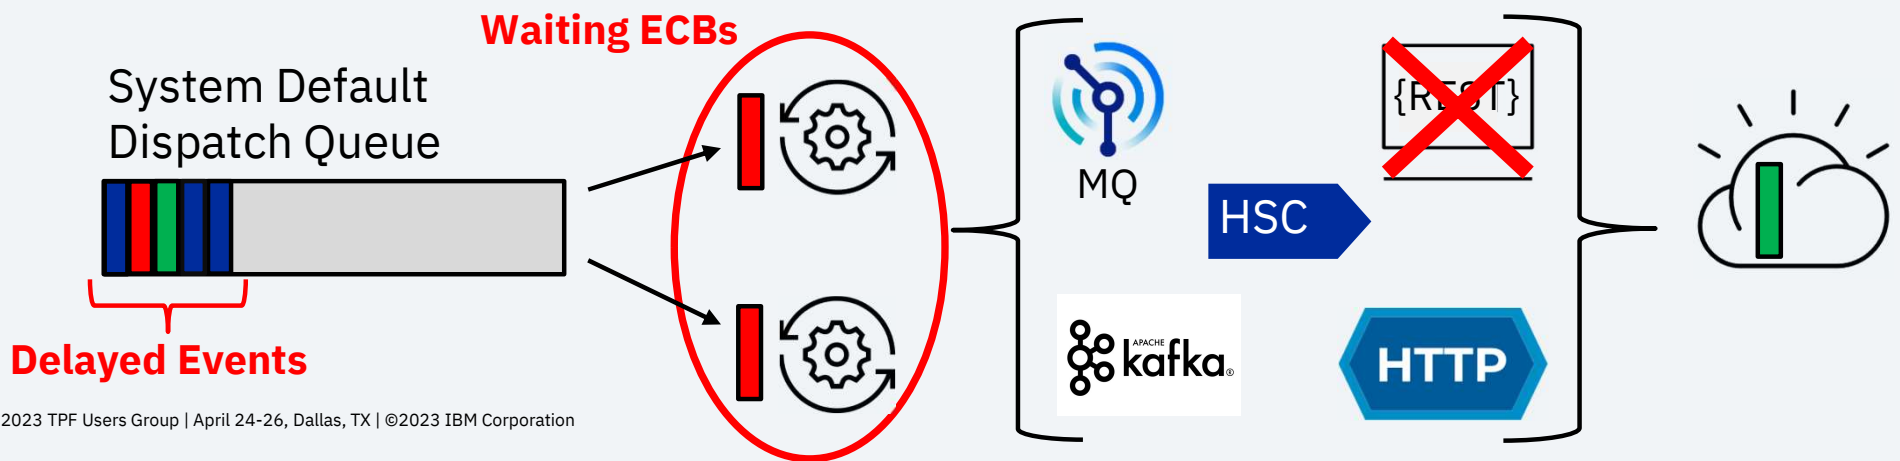 Waiting ECBs
System Default
Dispatch Queue
Delayed Events
MQ
{REST}
HSC
APACHE
kafka®
HTTP
2023 TPF Users Group | April 24-26, Dallas, TX | ©2023 IBM Corporation